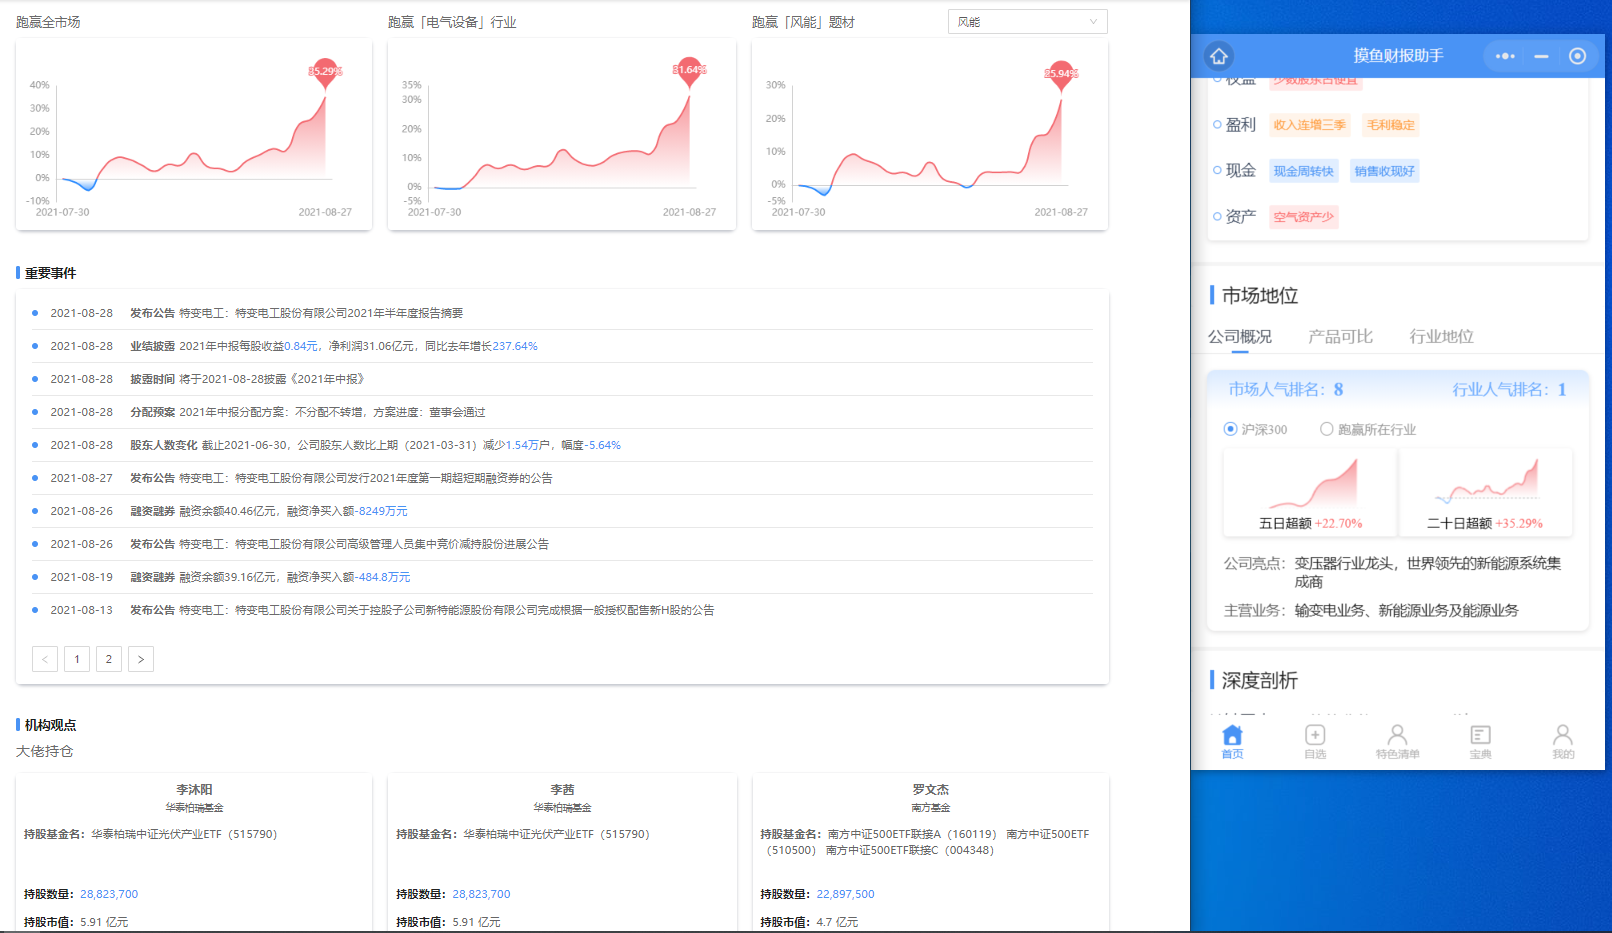 跑赢全市场
跑赢「电气设备」行业
跑赢「风能」题材
风能
35.29%
40%
30%
20%
10%
0%
-10%
2021-07-30
2021-08-27
31.64%
35%
30%
20%
10%
0%
-5%
2021-07-30
2021-08-27
25.94%
30%
20%
10%
0%
-5%
2021-07-30
2021-08-27
重要事件
2021-08-28 发布公告 特变电工：特变电工股份有限公司2021年半年度报告摘要
2021-08-28 业绩披露 2021年中报每股收益0.84元，净利润31.06亿元，同比去年增长237.64%
2021-08-28 披露时间 将于2021-08-28披露《2021年中报》
2021-08-28 分配预案 2021年中报分配方案：不分配不转增，方案进度：董事会通过
2021-08-28 股东人数变化 截止2021-06-30，公司股东人数比上期（2021-03-31）减少1.54万户，幅度-5.64%
2021-08-27 发布公告 特变电工：特变电工股份有限公司发行2021年度第一期超短期融资券的公告
2021-08-26 融资融券 融资余额40.46亿元，融资净买入额-8249万元
2021-08-26 发布公告 特变电工：特变电工股份有限公司高级管理人员集中竞价减持股份进展公告
2021-08-19 融资融券 融资余额39.16亿元，融资净买入额-484.8万元
2021-08-13 发布公告 特变电工：特变电工股份有限公司关于控股子公司新特能源股份有限公司完成根据一般授权配售新H股的公告
< 1 2 >
机构观点
大佬持仓
李沐阳
华泰柏瑞基金
持股基金名：华泰柏瑞中证光伏产业ETF（515790）
持股数量：28,823,700
持股市值：5.91 亿元
李茜
华泰柏瑞基金
持股基金名：华泰柏瑞中证光伏产业ETF（515790）
持股数量：28,823,700
持股市值：5.91 亿元
罗文杰
南方基金
持股基金名：南方中证500ETF联接A（160119） 南方中证500ETF
（510500） 南方中证500ETF联接C（004348）
持股数量：22,897,500
持股市值：4.7 亿元
摸鱼财报助手
权益 少数股东占便宜
盈利 收入连增三季 毛利稳定
现金 现金周转快 销售收现好
资产 空气资产少
市场地位
公司概况 产品可比 行业地位
市场人气排名：8 行业人气排名：1
沪深300 跑赢所在行业
五日超额 +22.70%
二十日超额 +35.29%
公司亮点： 变压器行业龙头，世界领先的新能源系统集
成商
主营业务： 输变电业务、新能源业务及能源业务
深度剖析
首页 自选 特色清单 宝典 我的